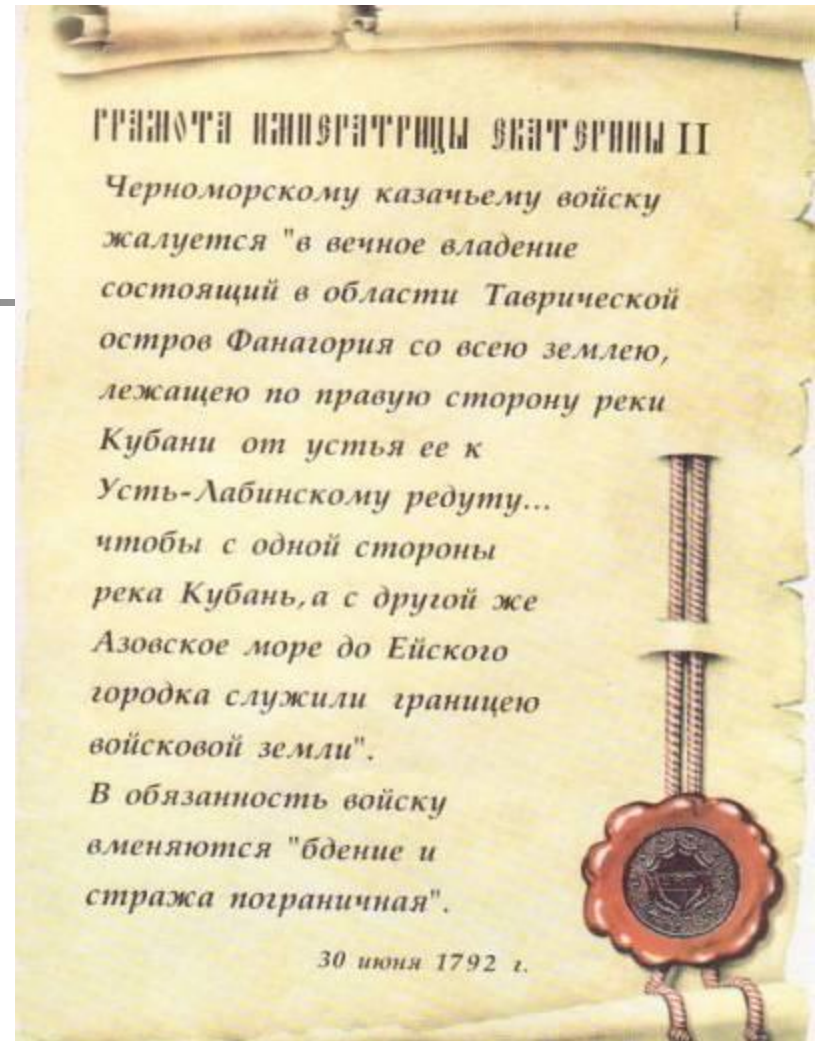 ГРАМОТА ИМПЕРАТРИЦЫ ЕКАТЕРИНЫ II
Черноморскому казачьему войску
жалуется "в вечное владение
состоящий в области Таврической
остров Фанагория со всею землею,
лежащею по правую сторону реки
Кубани от устья ее к
Усть-Лабинскому редуту...
чтобы с одной стороны
река Кубань,а с другой же
Азовское море до Ейского
городка служили границею
войсковой земли".
В обязанность войску
вменяются "бдение и
стража пограничная".
30 июня 1792 г.